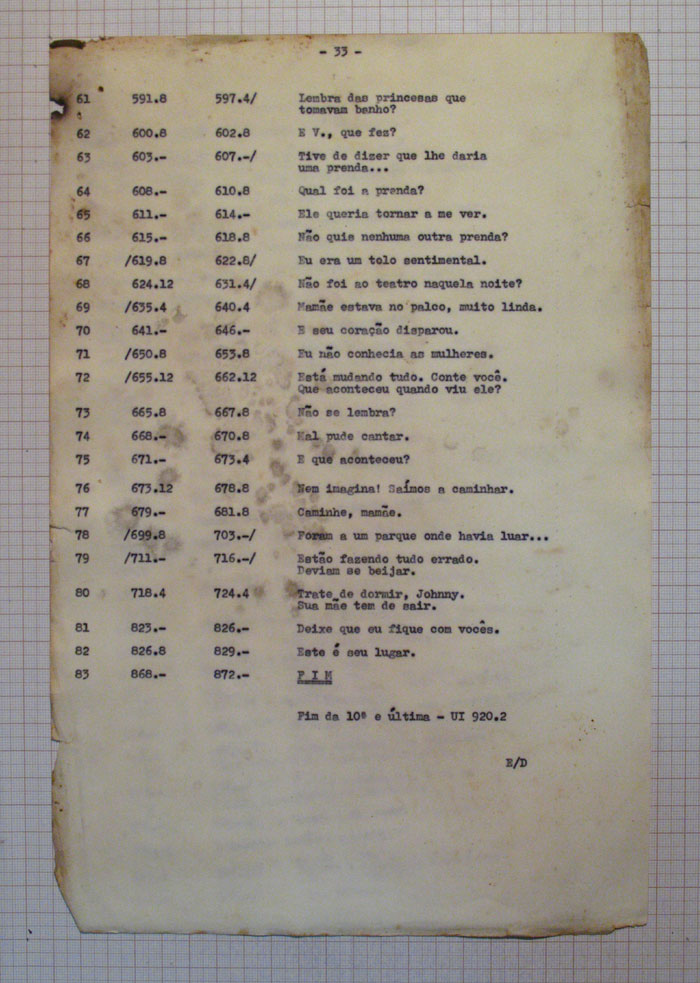 - 33 -
61 591.8 597.4/ Lembra das princesas que
tomavam banho?
62 600.8 602.8 E V., que fez?
63 603.- 607.-/ Tive de dizer que lhe daria
uma prenda...
64 608.- 610.8 Qual foi a prenda?
65 611.- 614.- Ele queria tornar a me ver.
66 615.- 618.8 Não quis nenhuma outra prenda?
67 /619.8 622.8/ Eu era um tolo sentimental.
68 624.12 631.4/ Não foi ao teatro naquela noite?
69 /635.4 640.4 Mamãe estava no palco, muito linda.
70 641.- 646.- E seu coração disparou.
71 /650.8 653.8 Eu não conhecia as mulheres.
72 /655.12 662.12 Está mudando tudo. Conte você.
Que aconteceu quando viu ele?
73 665.8 667.8 Não se lembra?
74 668.- 670.8 Mal pude cantar.
75 671.- 673.4 E que aconteceu?
76 673.12 678.8 Nem imagina! Saímos a caminhar.
77 679.- 681.8 Caminhe, mamãe.
78 /699.8 703.-/ Foram a um parque onde havia luar...
79 /711.- 716.-/ Estão fazendo tudo errado.
Deviam se beijar.
80 718.4 724.4 Trate de dormir, Johnny.
Sua mãe tem de sair.
81 823.- 826.- Deixe que eu fique com vocês.
82 826.8 829.- Este é seu lugar.
83 868.- 872.- F I M
Fim da 10ª e última - UI 920.2
E/D